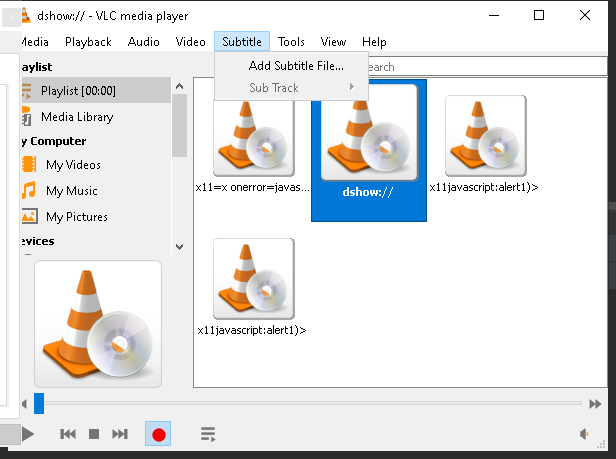 dshow:// - VLC media player
Media Playback Audio Video Subtitle Tools View Help
Add Subtitle File...
Sub Track
aylist
earch
Playlist [00:00]
Media Library
y Computer
My Videos
My Music
My Pictures
evices
x11=x onerror=javas...
dshow://
x11javascript:alert1)>
x11javascript:alert1)>